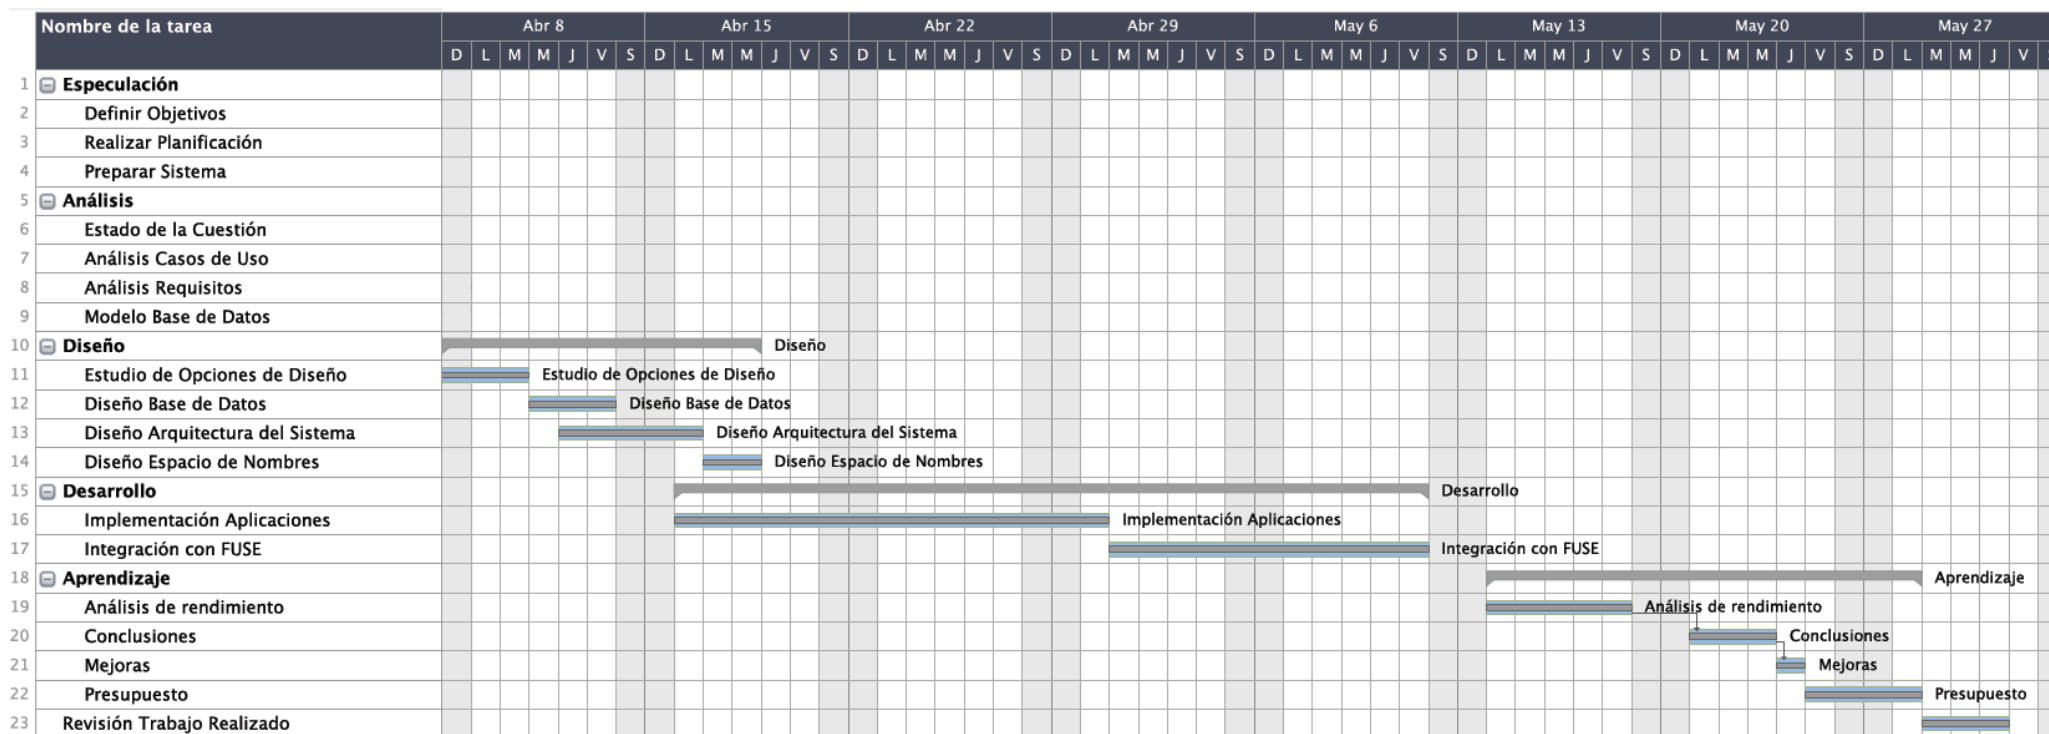 Nombre de la tarea Abr 8 Abr 15 Abr 22 Abr 29 May 6 May 13 May 20 May 27
D L M M J V S D L M M J V S D L M M J V S D L M M J V S D L M M J V S D L M M J V S D L M M J V S D L M M J V
1 Especulación
2 Definir Objetivos
3 Realizar Planificación
4 Preparar Sistema
5 Análisis
6 Estado de la Cuestión
7 Análisis Casos de Uso
8 Análisis Requisitos
9 Modelo Base de Datos
10 Diseño Diseño
11 Estudio de Opciones de Diseño Estudio de Opciones de Diseño
12 Diseño Base de Datos Diseño Base de Datos
13 Diseño Arquitectura del Sistema Diseño Arquitectura del Sistema
14 Diseño Espacio de Nombres Diseño Espacio de Nombres
15 Desarrollo Desarrollo
16 Implementación Aplicaciones Implementación Aplicaciones
17 Integración con FUSE Integración con FUSE
18 Aprendizaje Aprendizaje
19 Análisis de rendimiento Análisis de rendimiento
20 Conclusiones Conclusiones
21 Mejoras Mejoras
22 Presupuesto Presupuesto
23 Revisión Trabajo Realizado